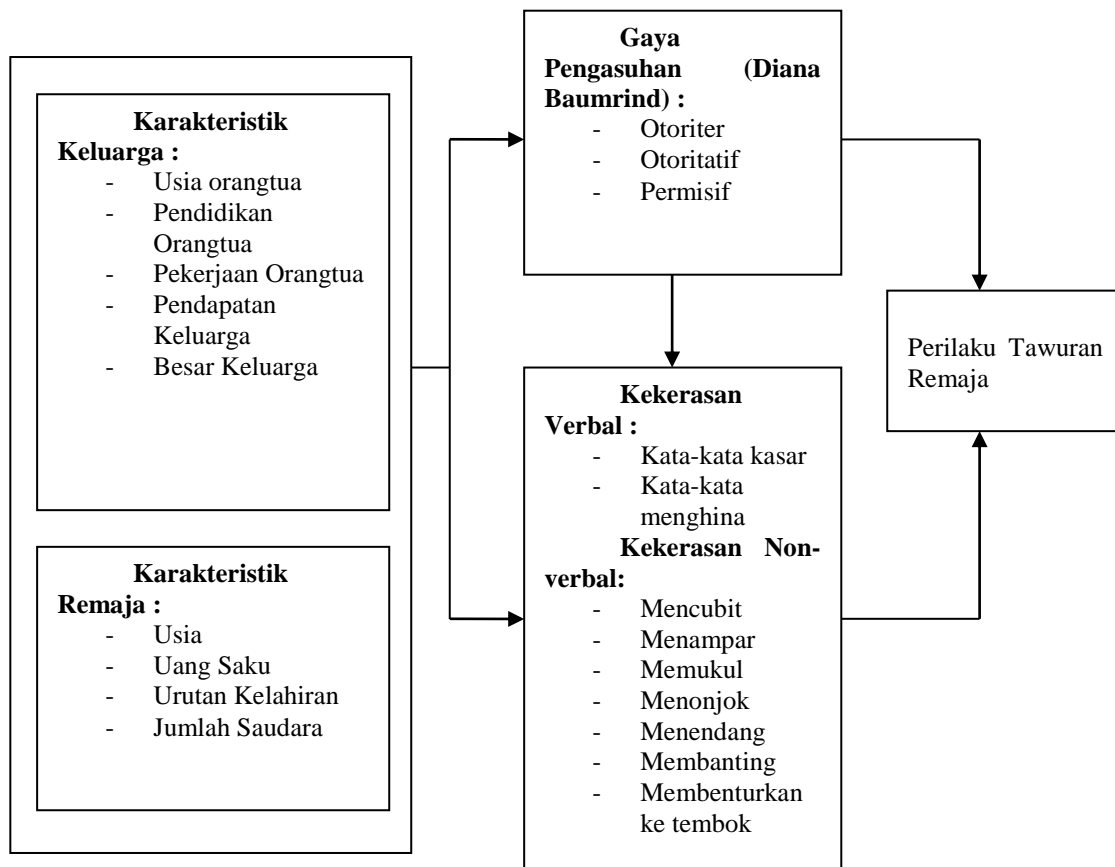 Karakteristik
Keluarga :
- Usia orangtua
- Pendidikan
Orangtua
- Pekerjaan Orangtua
- Pendapatan
Keluarga
- Besar Keluarga
Karakteristik
Remaja :
- Usia
- Uang Saku
- Urutan Kelahiran
- Jumlah Saudara
Gaya
Pengasuhan (Diana
Baumrind) :
- Otoriter
- Otoritatif
- Permisif
Kekerasan
Verbal :
- Kata-kata kasar
- Kata-kata
menghina
Kekerasan Non-
verbal:
- Mencubit
- Menampar
- Memukul
- Menonjok
- Menendang
- Membanting
- Membenturkan
ke tembok
Perilaku Tawuran
Remaja